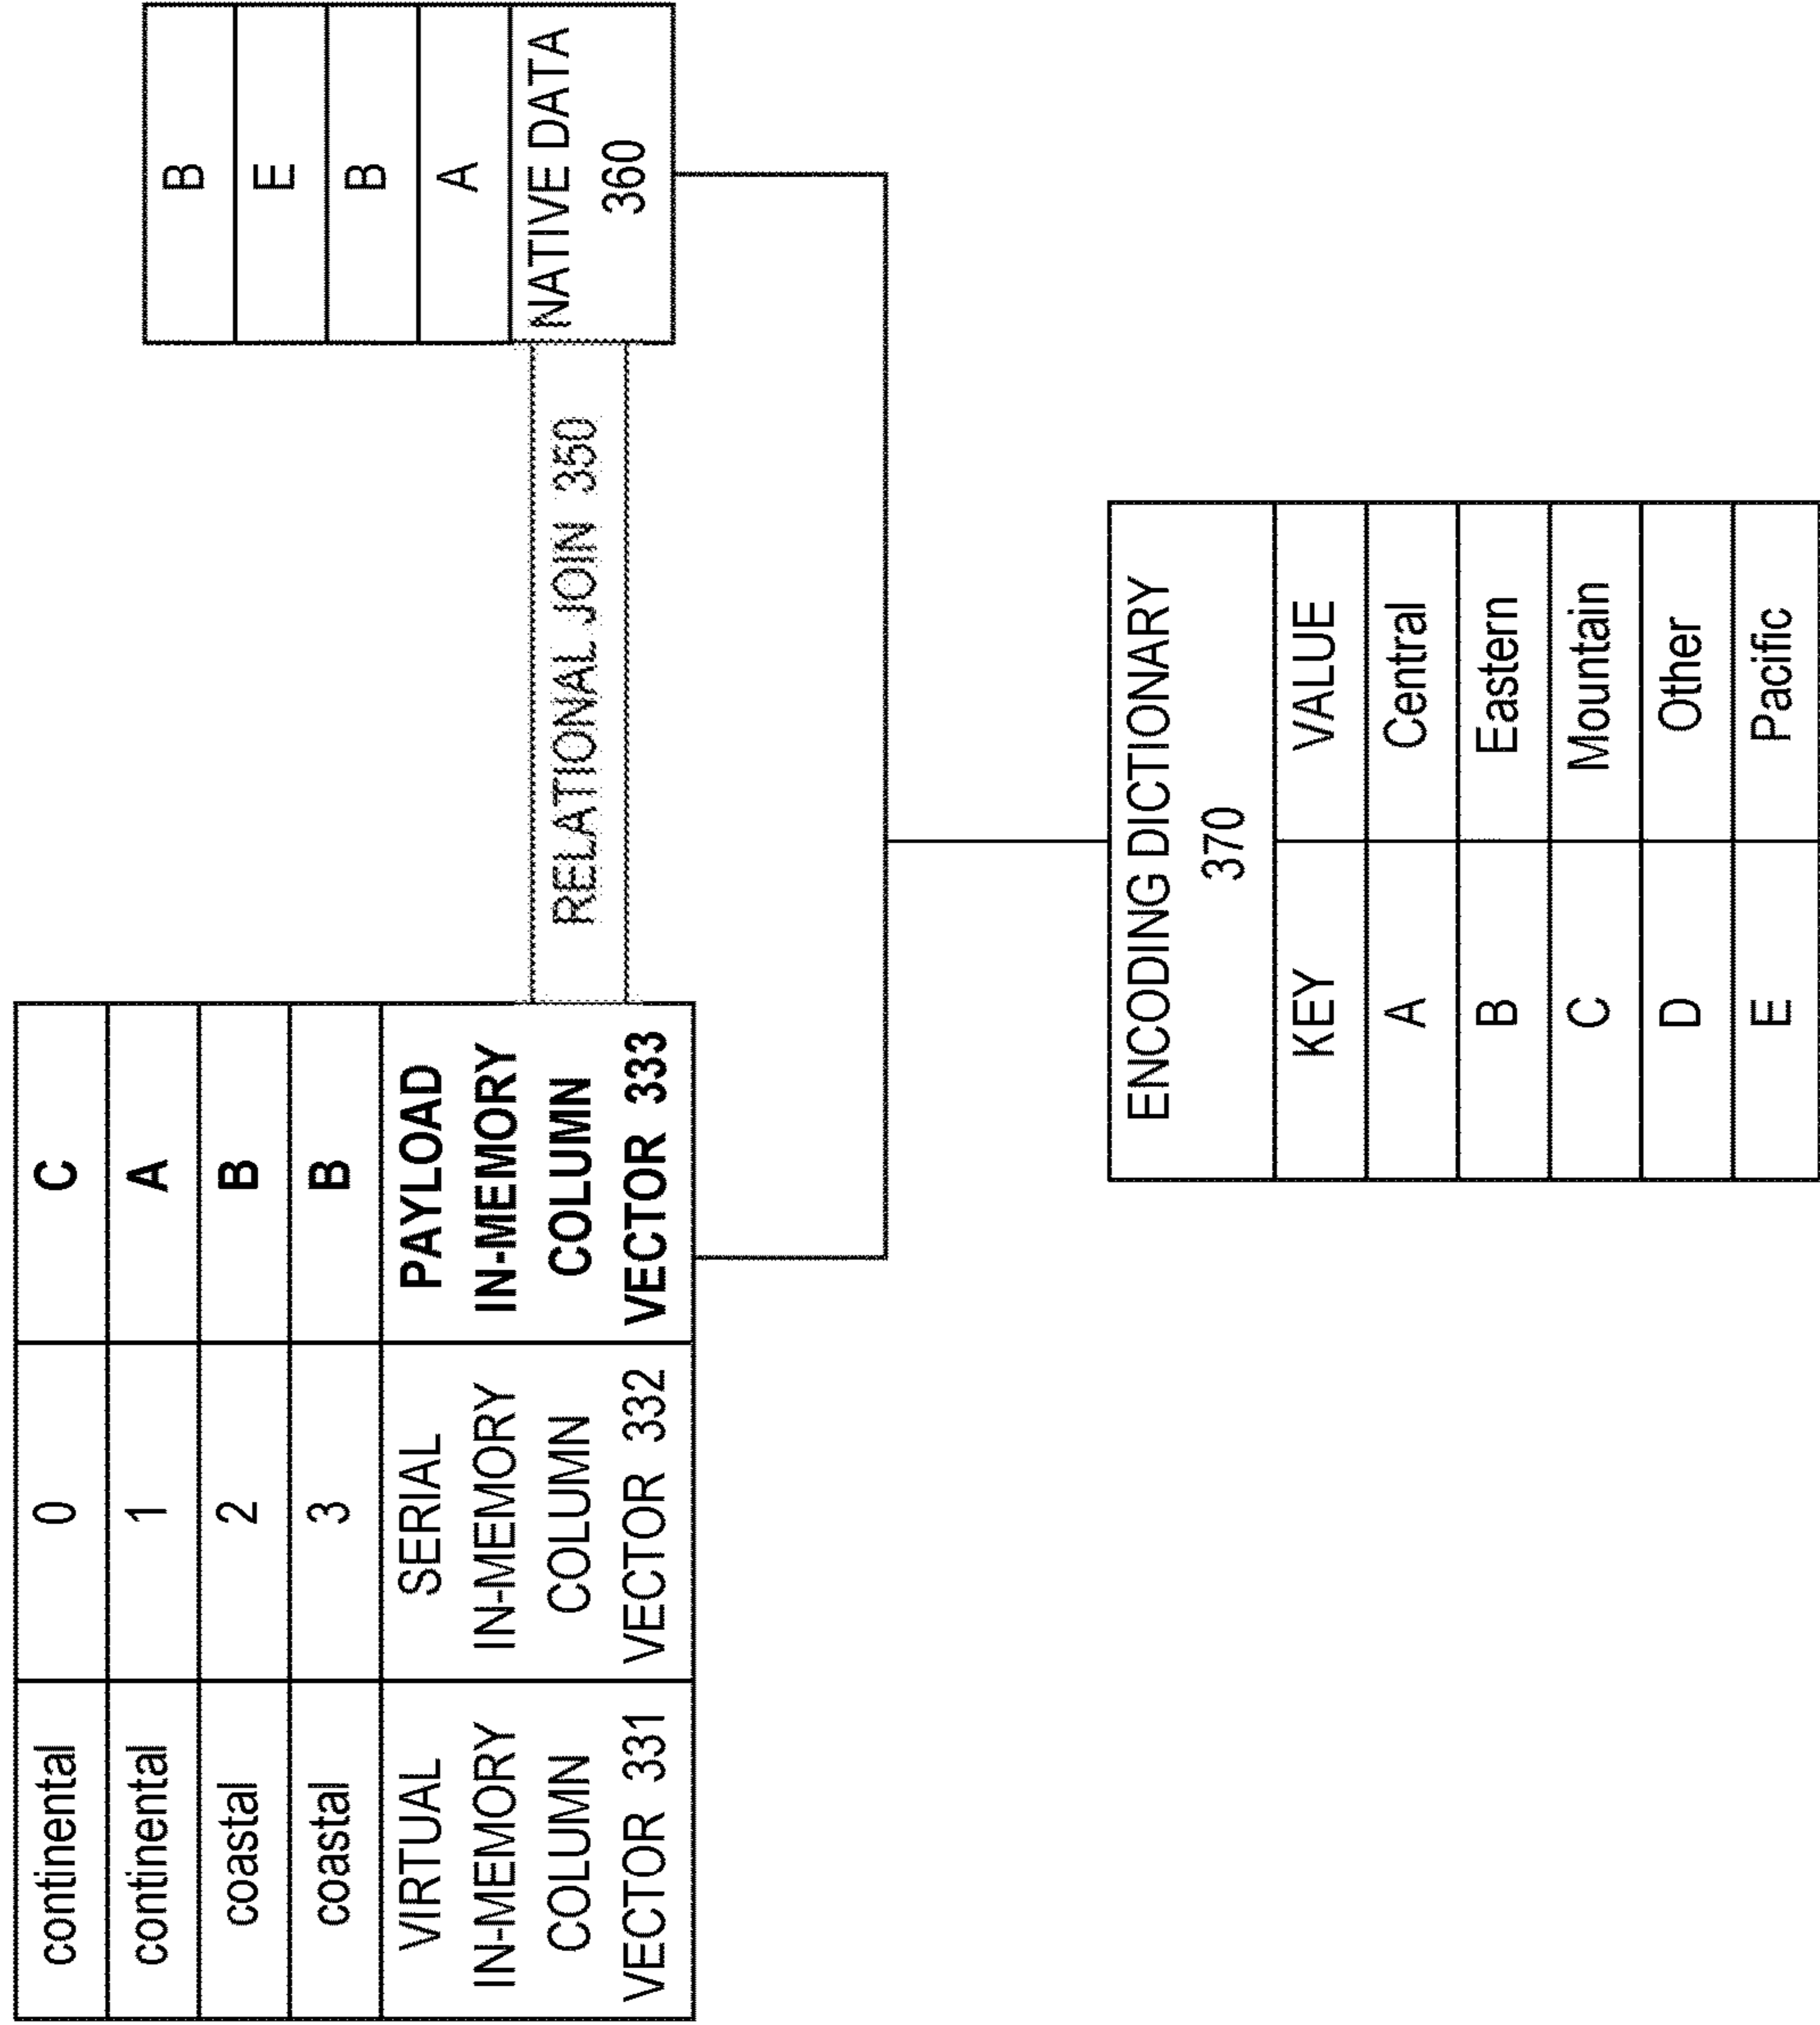 continental 0 C
continental 1 A
coastal 2 B
coastal 3 B
VIRTUAL
IN-MEMORY
COLUMN
VECTOR 331
SERIAL
IN-MEMORY
COLUMN
VECTOR 332
PAYLOAD
IN-MEMORY
COLUMN
VECTOR 333
RELATIONAL JOIN 350
B
E
B
A
NATIVE DATA
360
ENCODING DICTIONARY
370
KEY VALUE
A Central
B Eastern
C Mountain
D Other
E Pacific